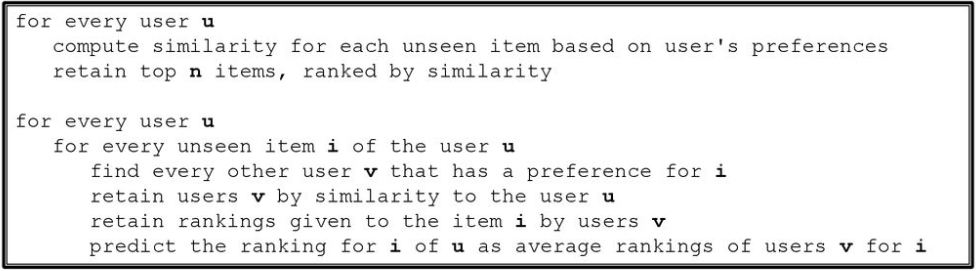 for every user u
compute similarity for each unseen item based on user's preferences
retain top n items, ranked by similarity
for every user u
for every unseen item i of the user u
find every other user v that has a preference for i
retain users v by similarity to the user u
retain rankings given to the item i by users v
predict the ranking for i of u as average rankings of users v for i